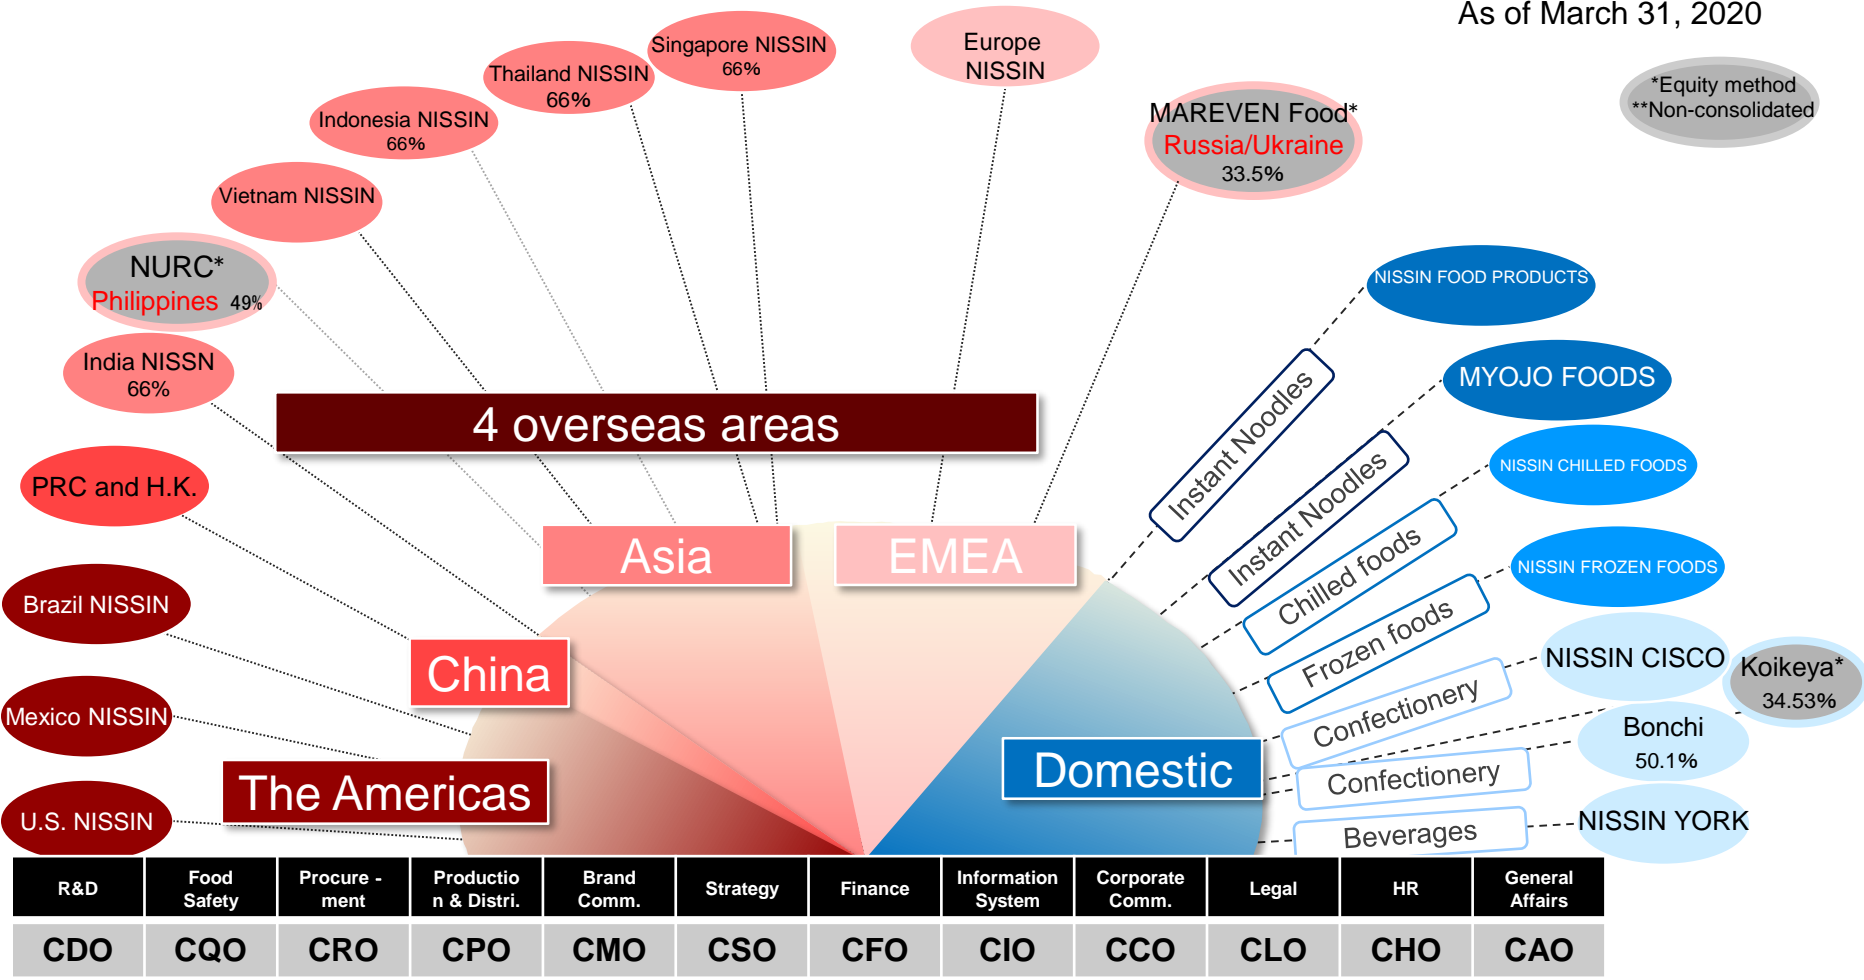 As of March 31, 2020
*Equity method
**Non-consolidated
Singapore NISSIN
66%
Thailand NISSIN
66%
Indonesia NISSIN
66%
Vietnam NISSIN
NURC*
Philippines 49%
India NISSN
66%
PRC and H.K.
Brazil NISSIN
Mexico NISSIN
U.S. NISSIN
Europe
NISSIN
MAREVEN Food*
Russia/Ukraine
33.5%
4 overseas areas
Asia
EMEA
China
The Americas
Domestic
Instant Noodles
NISSIN FOOD PRODUCTS
Instant Noodles
MYOJO FOODS
Chilled foods
NISSIN CHILLED FOODS
Frozen foods
NISSIN FROZEN FOODS
Confectionery
NISSIN CISCO
Koikeya*
34.53%
Confectionery
Bonchi
50.1%
Beverages
NISSIN YORK
R&D
Food
Safety
Procure -
ment
Productio
n & Distri.
Brand
Comm.
Strategy
Finance
Information
System
Corporate
Comm.
Legal
HR
General
Affairs
CDO
CQO
CRO
CPO
CMO
CSO
CFO
CIO
CCO
CLO
CHO
CAO